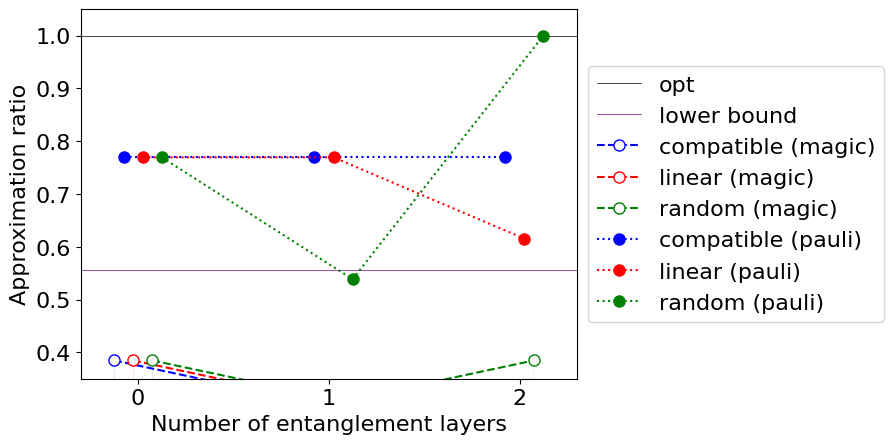 1.0
0.9
0.8
0.7
0.6
0.5
0.4
Approximation ratio
0
1
2
Number of entanglement layers
opt
lower bound
compatible (magic)
linear (magic)
random (magic)
compatible (pauli)
linear (pauli)
random (pauli)